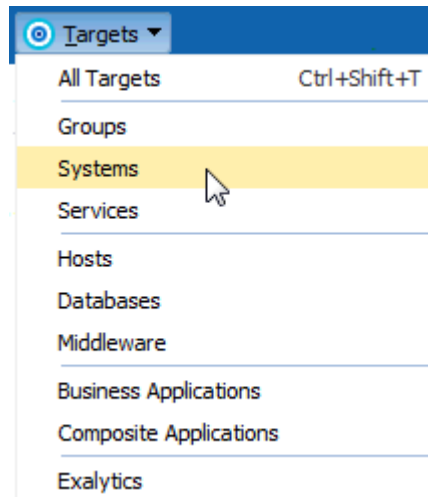 Targets
All Targets Ctrl+Shift+T
Groups
Systems
Services
Hosts
Databases
Middleware
Business Applications
Composite Applications
Exalytics